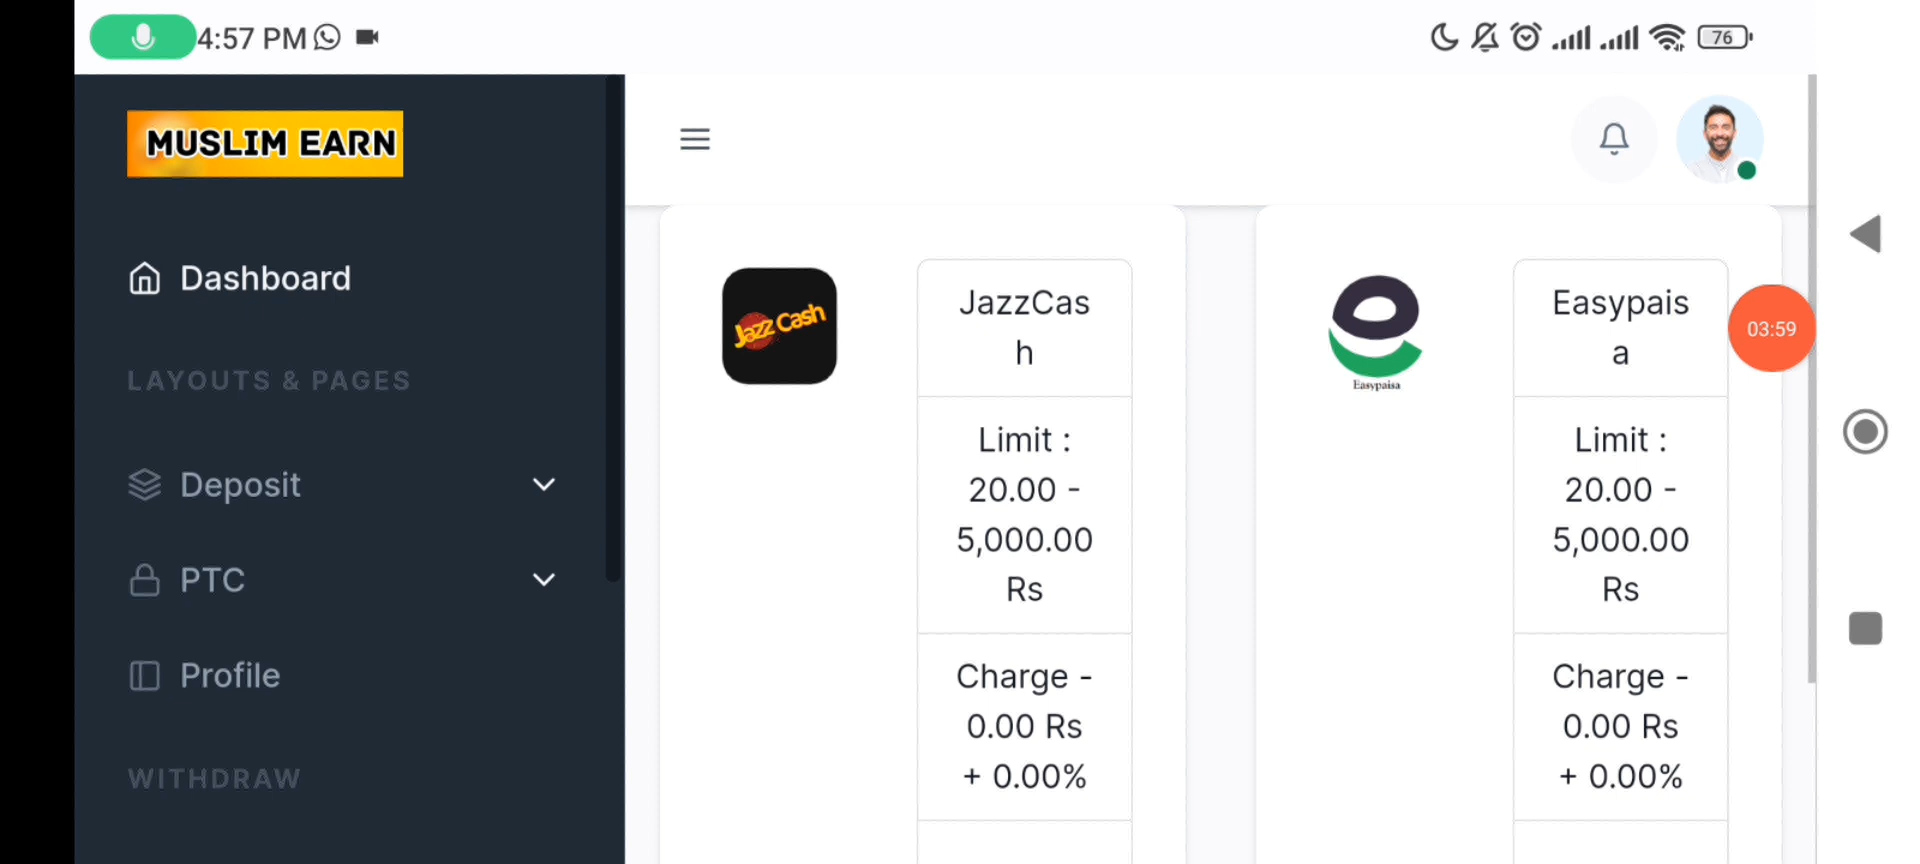 4:57 PM
76
MUSLIM EARN
Dashboard
LAYOUTS & PAGES
Deposit
PTC
Profile
WITHDRAW
Jazz Cash
JazzCas
h
Limit :
20.00 -
5,000.00
Rs
Charge -
0.00 Rs
+ 0.00%
Easypaisa
Easypais
a
Limit :
20.00 -
5,000.00
Rs
Charge -
0.00 Rs
+ 0.00%
03:59